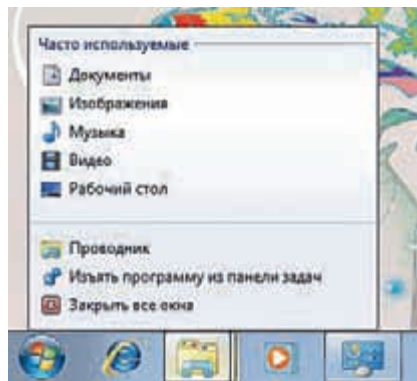 Часто используемые
Документы
Изображения
Музыка
Видео
Рабочий стол
Проводник
Изъять программу из панели задач
Закрыть все окна